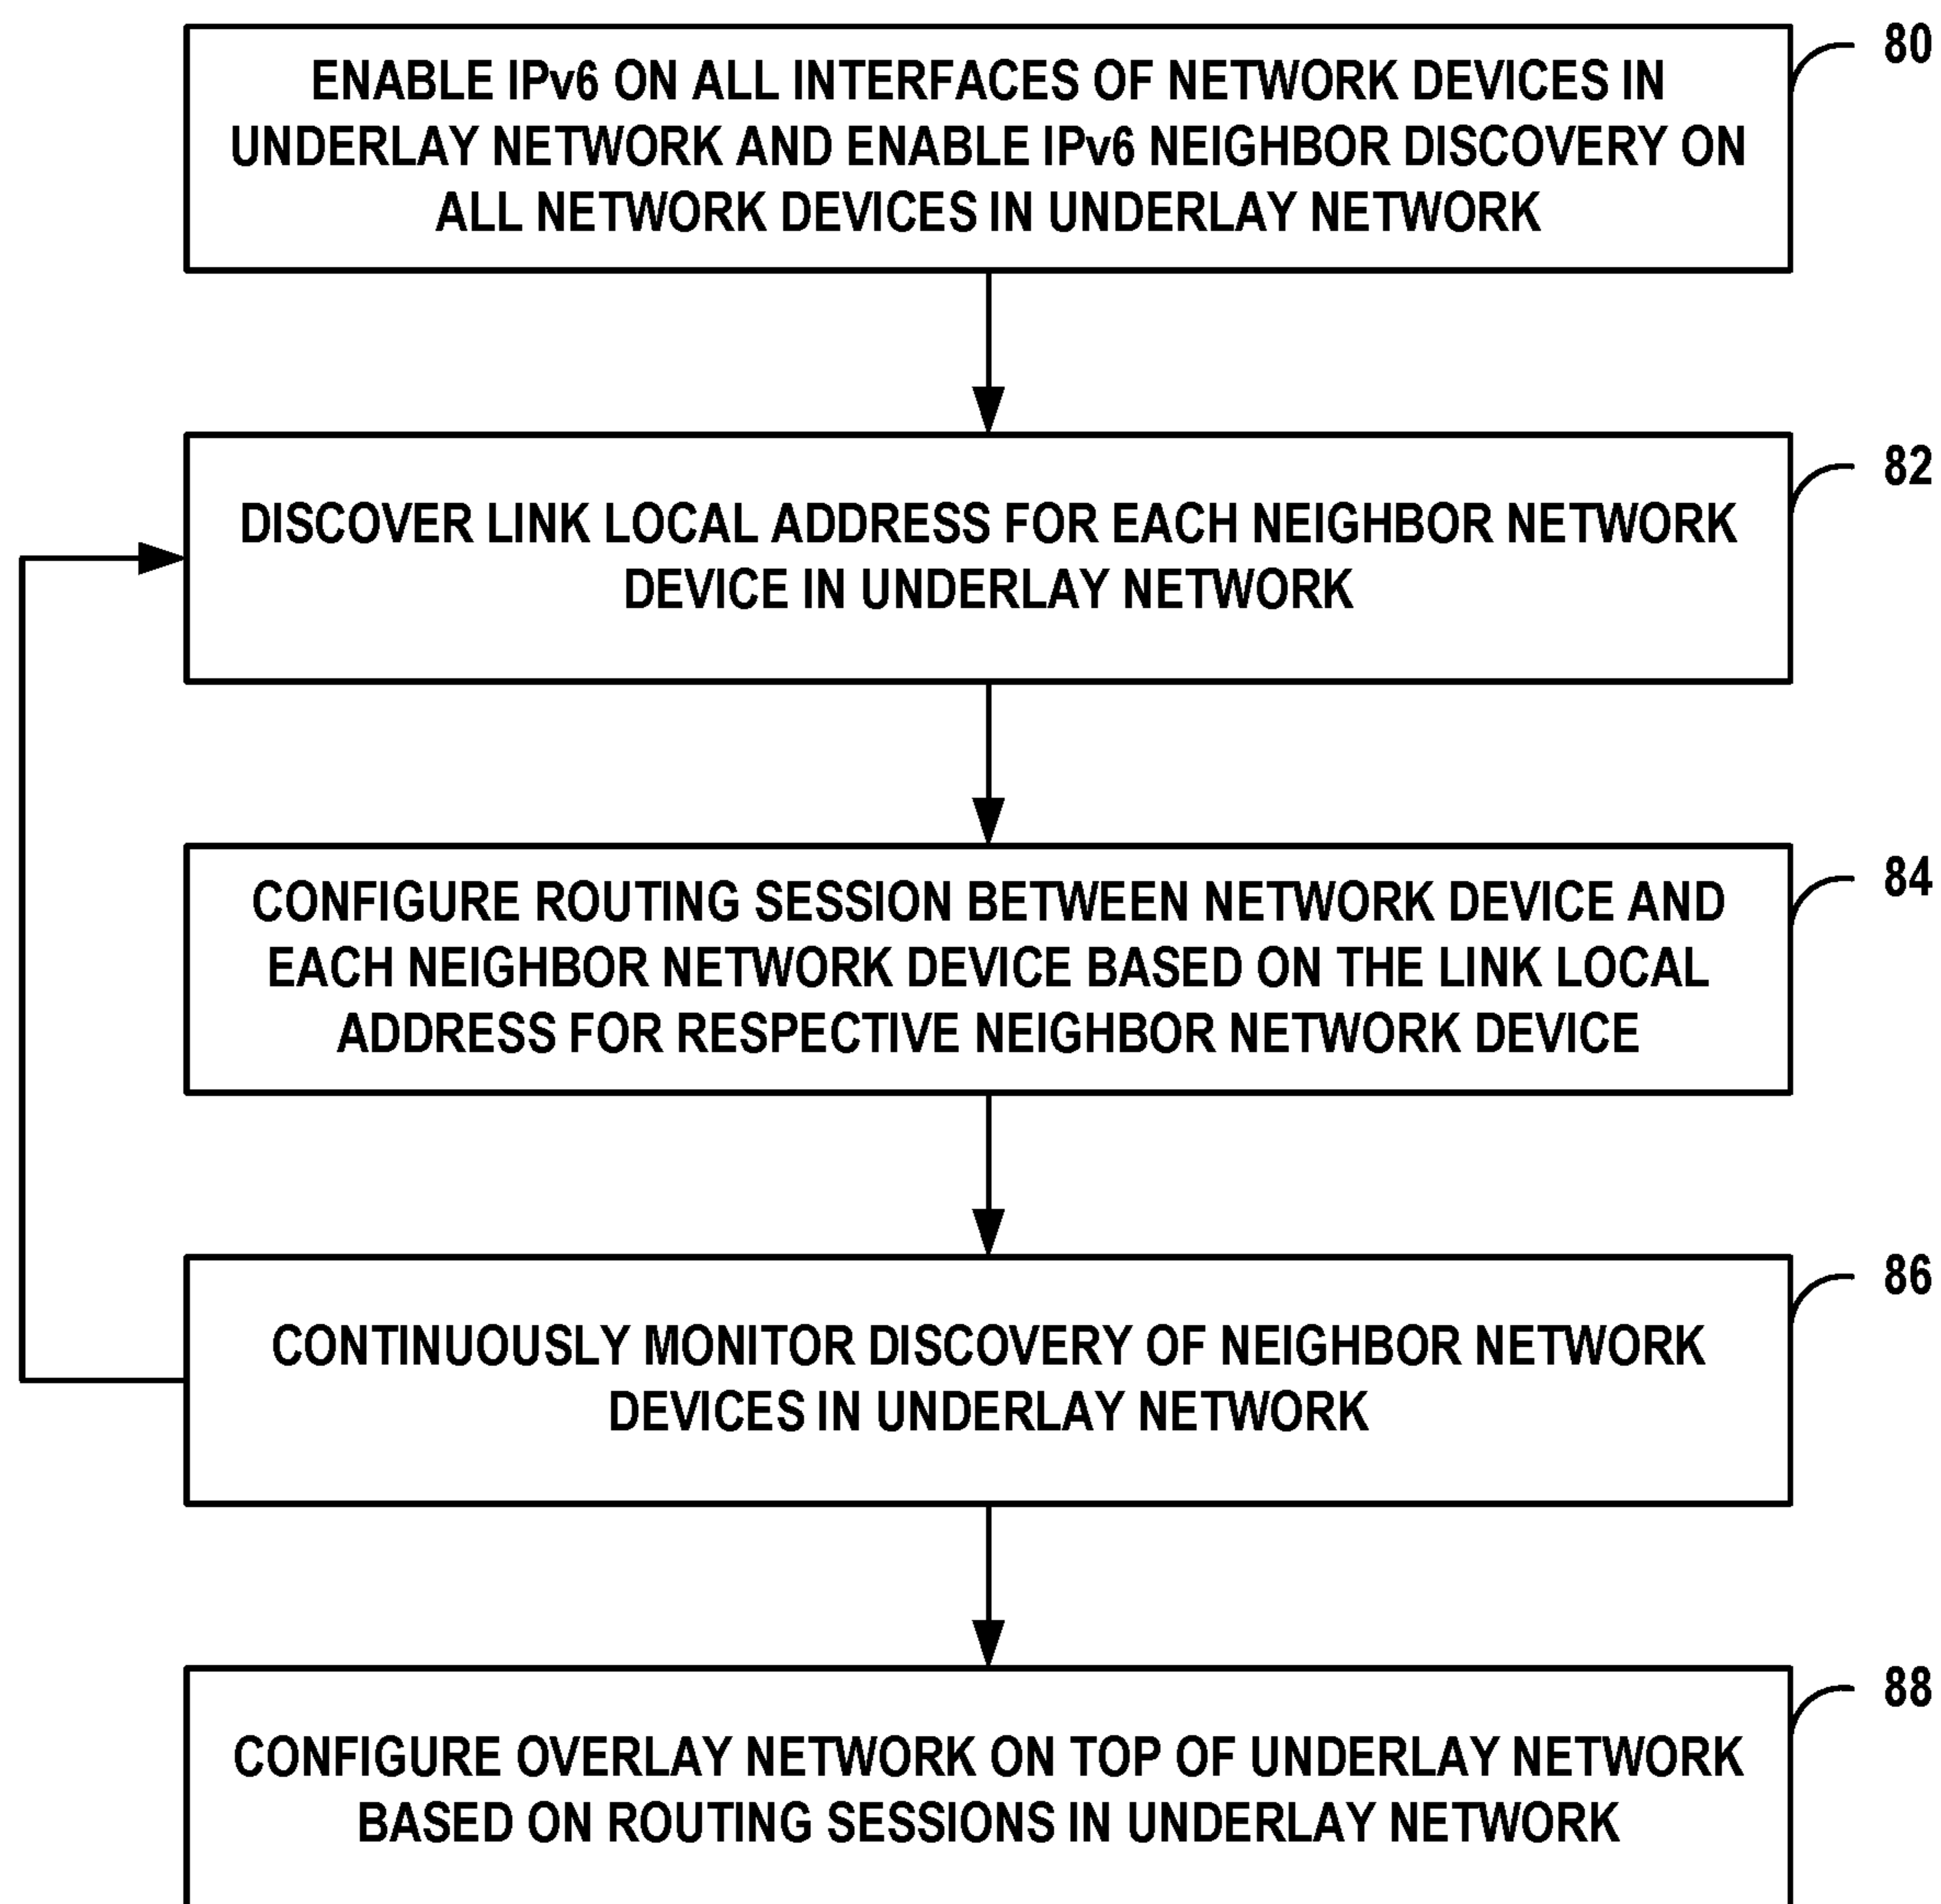 80
ENABLE IPv6 ON ALL INTERFACES OF NETWORK DEVICES IN
UNDERLAY NETWORK AND ENABLE IPv6 NEIGHBOR DISCOVERY ON
ALL NETWORK DEVICES IN UNDERLAY NETWORK
82
DISCOVER LINK LOCAL ADDRESS FOR EACH NEIGHBOR NETWORK
DEVICE IN UNDERLAY NETWORK
84
CONFIGURE ROUTING SESSION BETWEEN NETWORK DEVICE AND
EACH NEIGHBOR NETWORK DEVICE BASED ON THE LINK LOCAL
ADDRESS FOR RESPECTIVE NEIGHBOR NETWORK DEVICE
86
CONTINUOUSLY MONITOR DISCOVERY OF NEIGHBOR NETWORK
DEVICES IN UNDERLAY NETWORK
88
CONFIGURE OVERLAY NETWORK ON TOP OF UNDERLAY NETWORK
BASED ON ROUTING SESSIONS IN UNDERLAY NETWORK